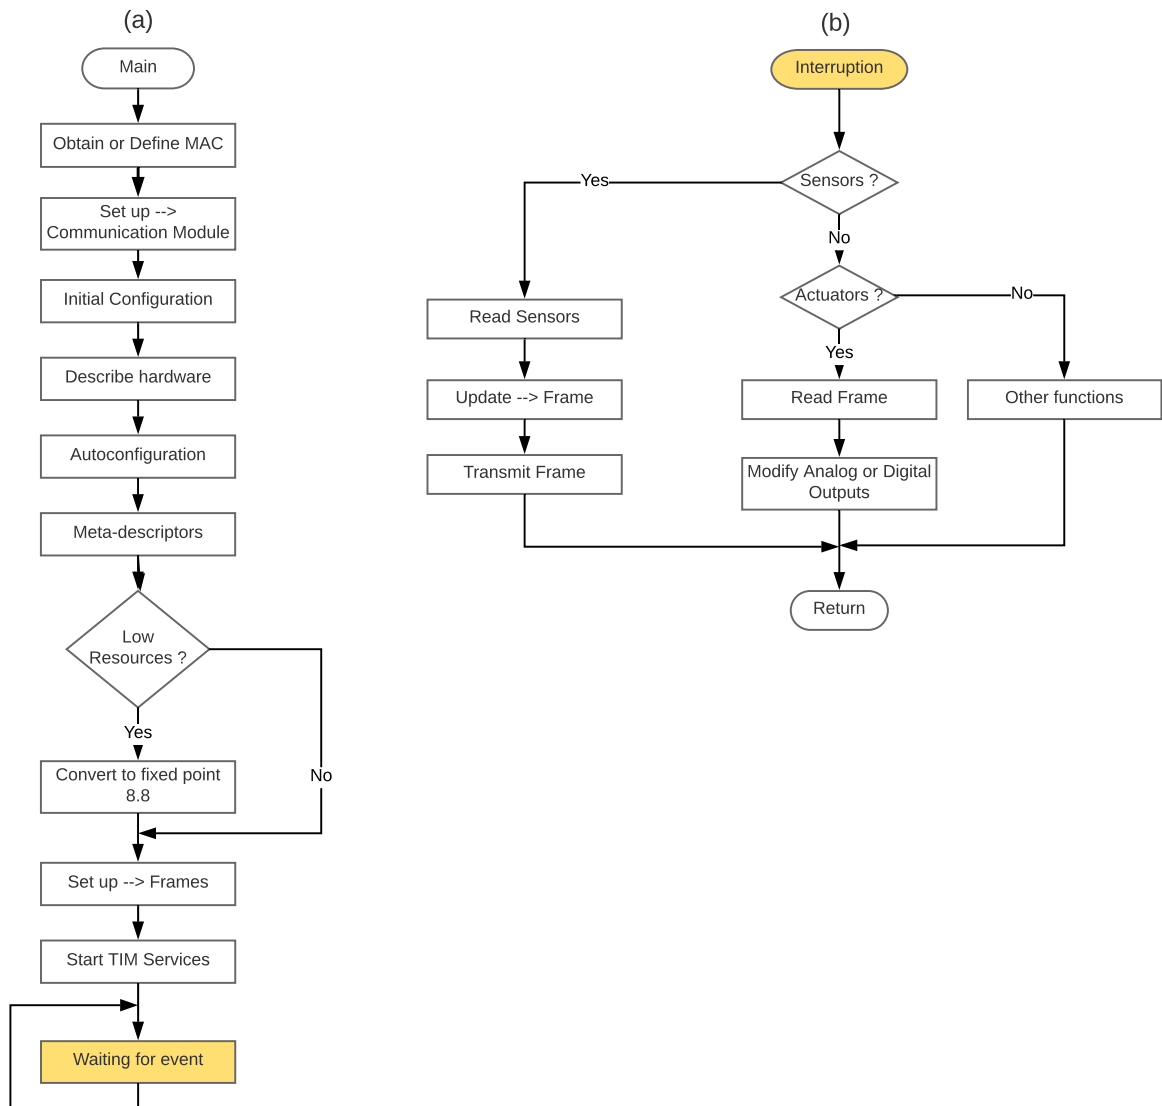 (a)
Main
Obtain or Define MAC
Set up -->
Communication Module
Initial Configuration
Describe hardware
Autoconfiguration
Meta-descriptors
Low
Resources ?
Yes
No
Convert to fixed point
8.8
Set up --> Frames
Start TIM Services
Waiting for event
(b)
Interruption
Sensors ?
Yes
No
Read Sensors
Update --> Frame
Transmit Frame
Actuators ?
No
Yes
Read Frame
Modify Analog or Digital
Outputs
Other functions
Return